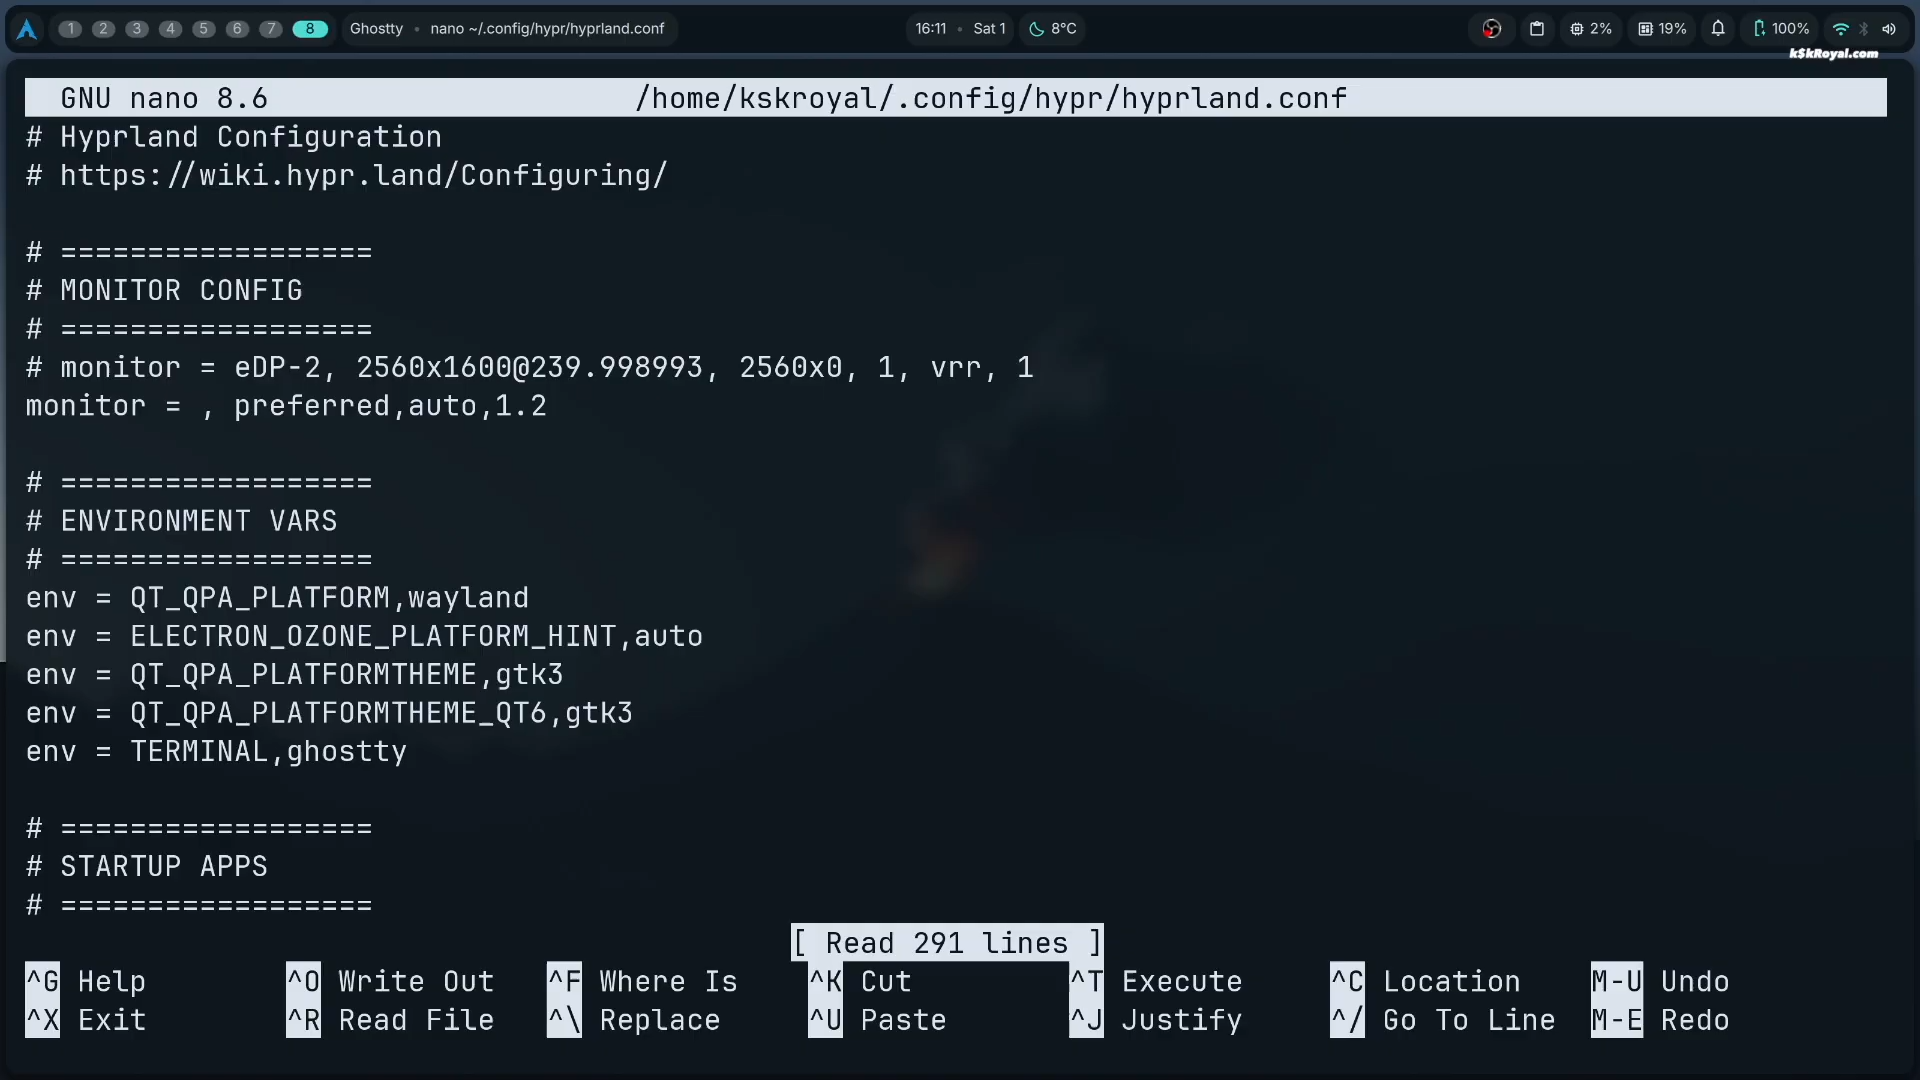 1 2 3 4 5 6 7 8 Ghostty • nano ~/.config/hypr/hyprland.conf 16:11 • Sat 1 8°C 2% 19% 100%
kSkRoyal.com
GNU nano 8.6 /home/kskroyal/.config/hypr/hyprland.conf
# Hyprland Configuration
# https://wiki.hypr.land/Configuring/
# ==================
# MONITOR CONFIG
# ==================
# monitor = eDP-2, 2560x1600@239.998993, 2560x0, 1, vrr, 1
monitor = , preferred,auto,1.2
# ==================
# ENVIRONMENT VARS
# ==================
env = QT_QPA_PLATFORM,wayland
env = ELECTRON_OZONE_PLATFORM_HINT,auto
env = QT_QPA_PLATFORMTHEME,gtk3
env = QT_QPA_PLATFORMTHEME_QT6,gtk3
env = TERMINAL,ghostty
# ==================
# STARTUP APPS
# ==================
[ Read 291 lines ]
^G Help ^O Write Out ^F Where Is ^K Cut ^T Execute ^C Location M-U Undo
^X Exit ^R Read File ^\ Replace ^U Paste ^J Justify ^/ Go To Line M-E Redo